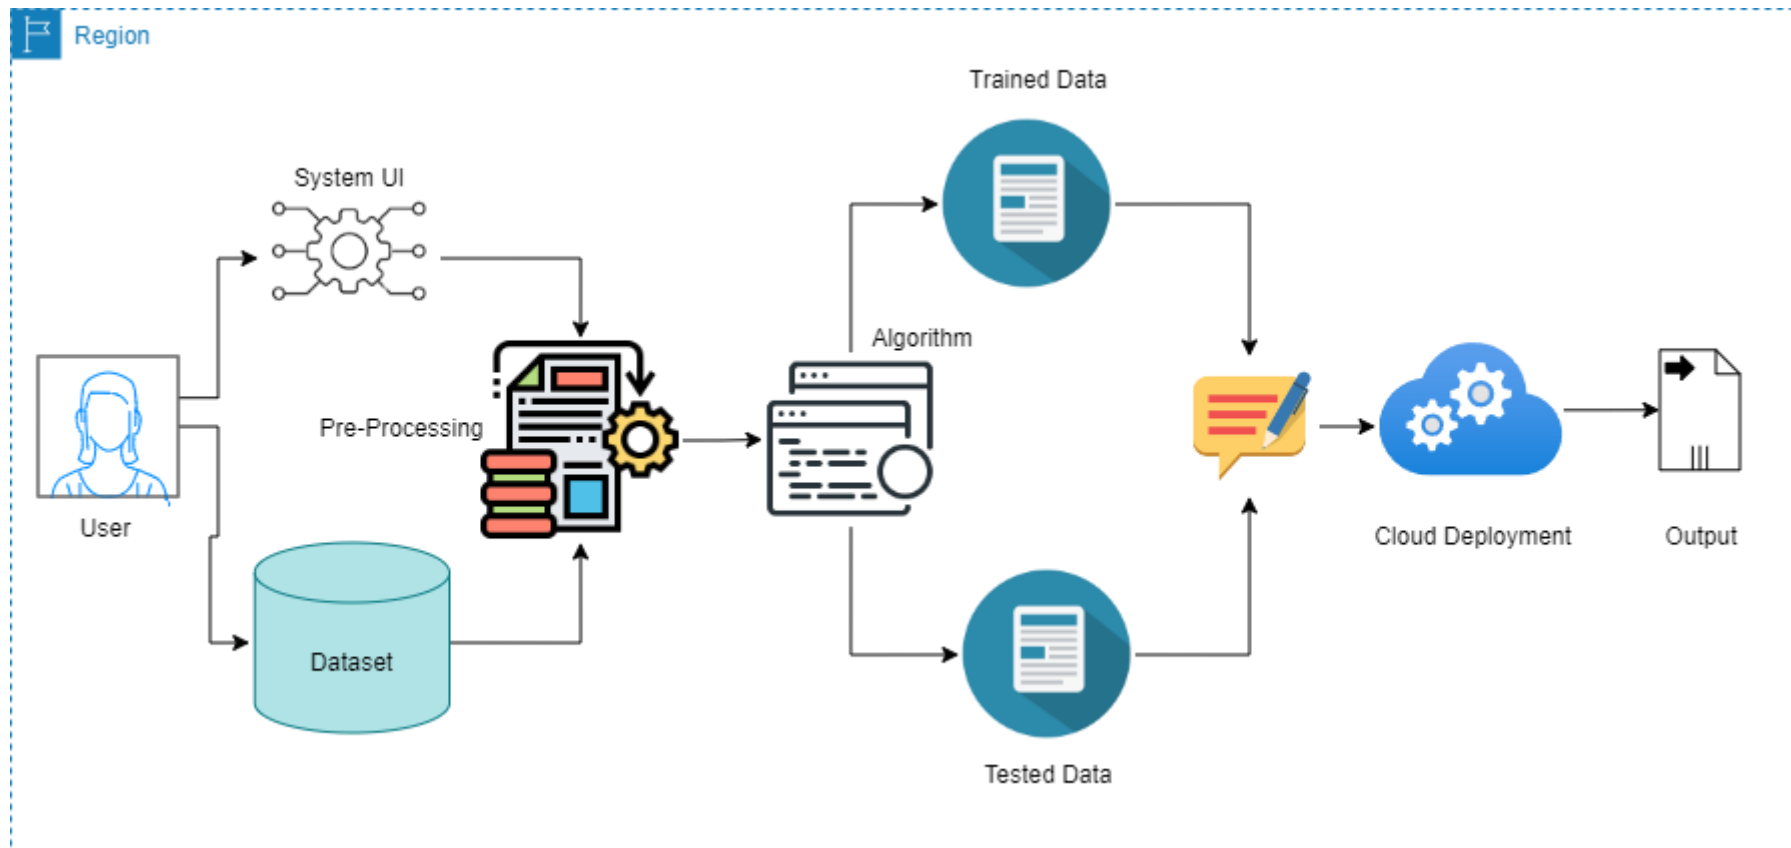 Region
Trained Data
System UI
Algorithm
Pre-Processing
User
Cloud Deployment
Output
Dataset
Tested Data